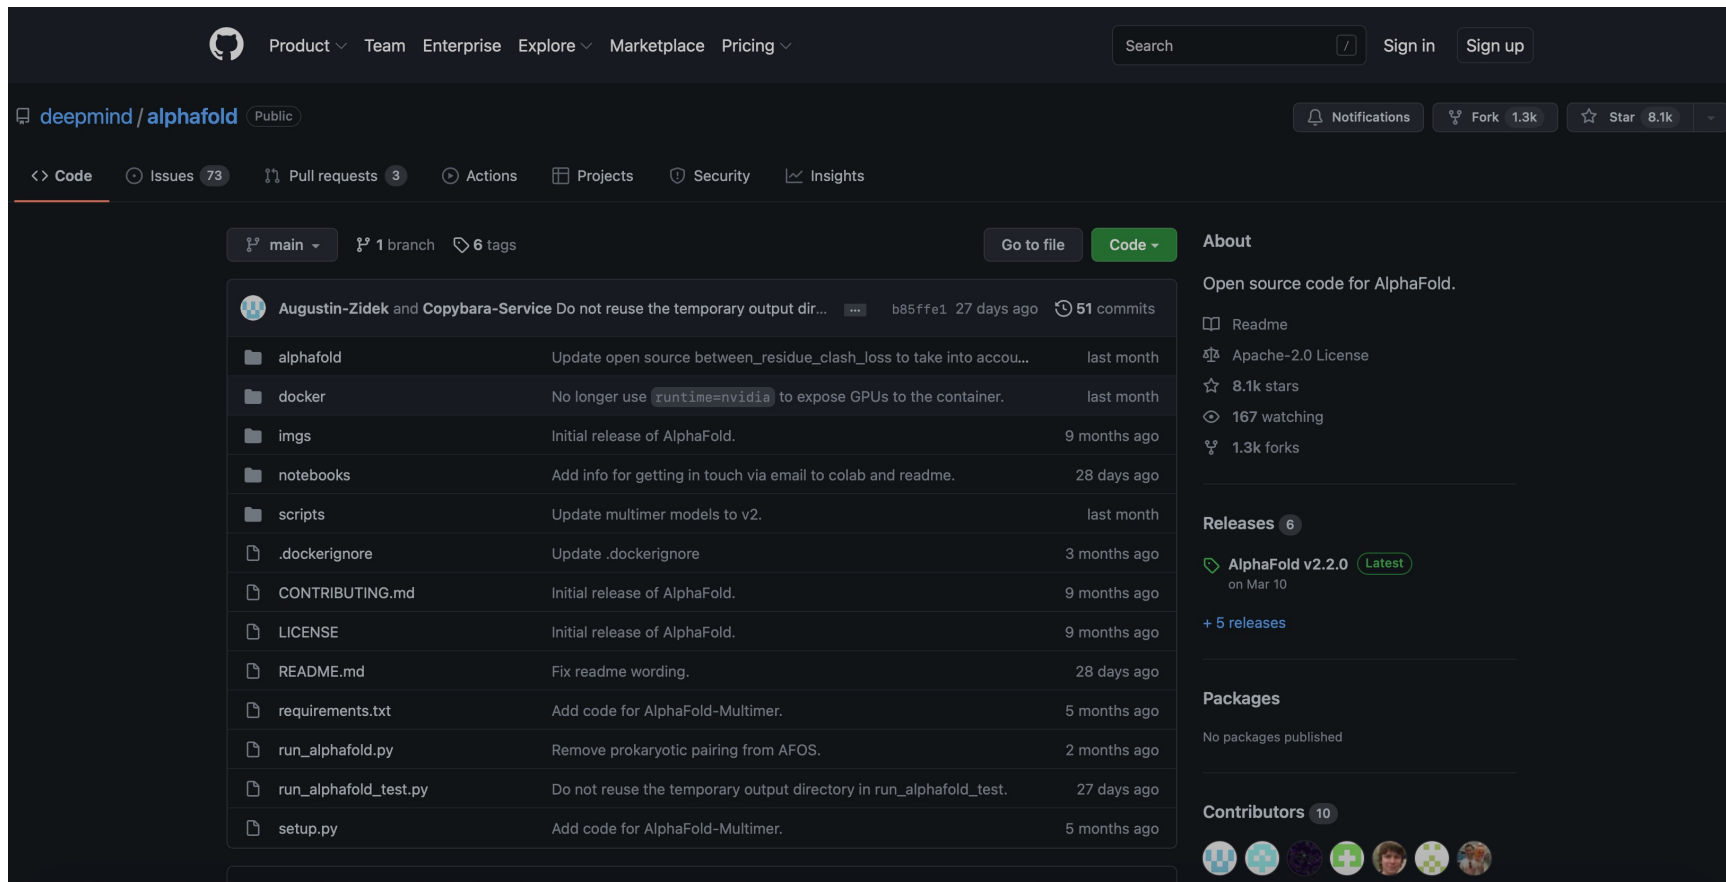 Product Team Enterprise Explore Marketplace Pricing Search / Sign in Sign up
deepmind / alphafold Public Notifications Fork 1.3k Star 8.1k
<> Code Issues 73 Pull requests 3 Actions Projects Security Insights
main 1 branch 6 tags Go to file Code
Augustin-Zidek and Copybara-Service Do not reuse the temporary output dir... ... b85ffe1 27 days ago 51 commits
alphafold Update open source between_residue_clash_loss to take into accou... last month
docker No longer use runtime=nvidia to expose GPUs to the container. last month
imgs Initial release of AlphaFold. 9 months ago
notebooks Add info for getting in touch via email to colab and readme. 28 days ago
scripts Update multimer models to v2. last month
.dockerignore Update .dockerignore 3 months ago
CONTRIBUTING.md Initial release of AlphaFold. 9 months ago
LICENSE Initial release of AlphaFold. 9 months ago
README.md Fix readme wording. 28 days ago
requirements.txt Add code for AlphaFold-Multimer. 5 months ago
run_alphafold.py Remove prokaryotic pairing from AFOS. 2 months ago
run_alphafold_test.py Do not reuse the temporary output directory in run_alphafold_test. 27 days ago
setup.py Add code for AlphaFold-Multimer. 5 months ago
About
Open source code for AlphaFold.
Readme
Apache-2.0 License
8.1k stars
167 watching
1.3k forks
Releases 6
AlphaFold v2.2.0 Latest
on Mar 10
+ 5 releases
Packages
No packages published
Contributors 10